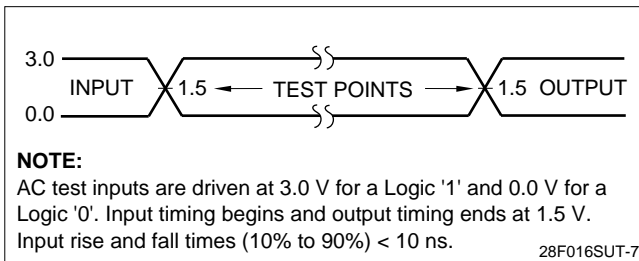 3.0
INPUT 1.5 TEST POINTS 1.5 OUTPUT
0.0
NOTE:
AC test inputs are driven at 3.0 V for a Logic '1' and 0.0 V for a
Logic '0'. Input timing begins and output timing ends at 1.5 V.
Input rise and fall times (10% to 90%) < 10 ns.
28F016SUT-7